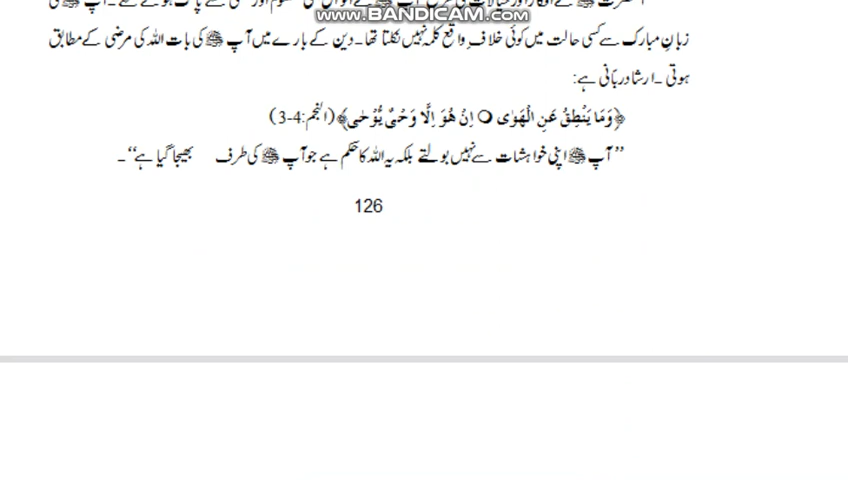 www.BANDICAM.com
زبانِ مبارک سے کسی حالت میں کوئی خلافِ واقع کلمہ نہیں نکلتا تھا۔ دین کے بارے میں آپ ﷺ کی بات اللہ کی مرضی کے مطابق
ہوتی۔ ارشاد ربّانی ہے:
﴿وَمَا يَنْطِقُ عَنِ الْهَوٰى ○ اِنْ هُوَ اِلَّا وَحْىٌ يُّوْحٰى﴾ (النجم:4-3)
”آپ ﷺ اپنی خواہشات سے نہیں بولتے بلکہ یہ اللہ کا حکم ہے جو آپ ﷺ کی طرف بھیجا گیا ہے“۔
126